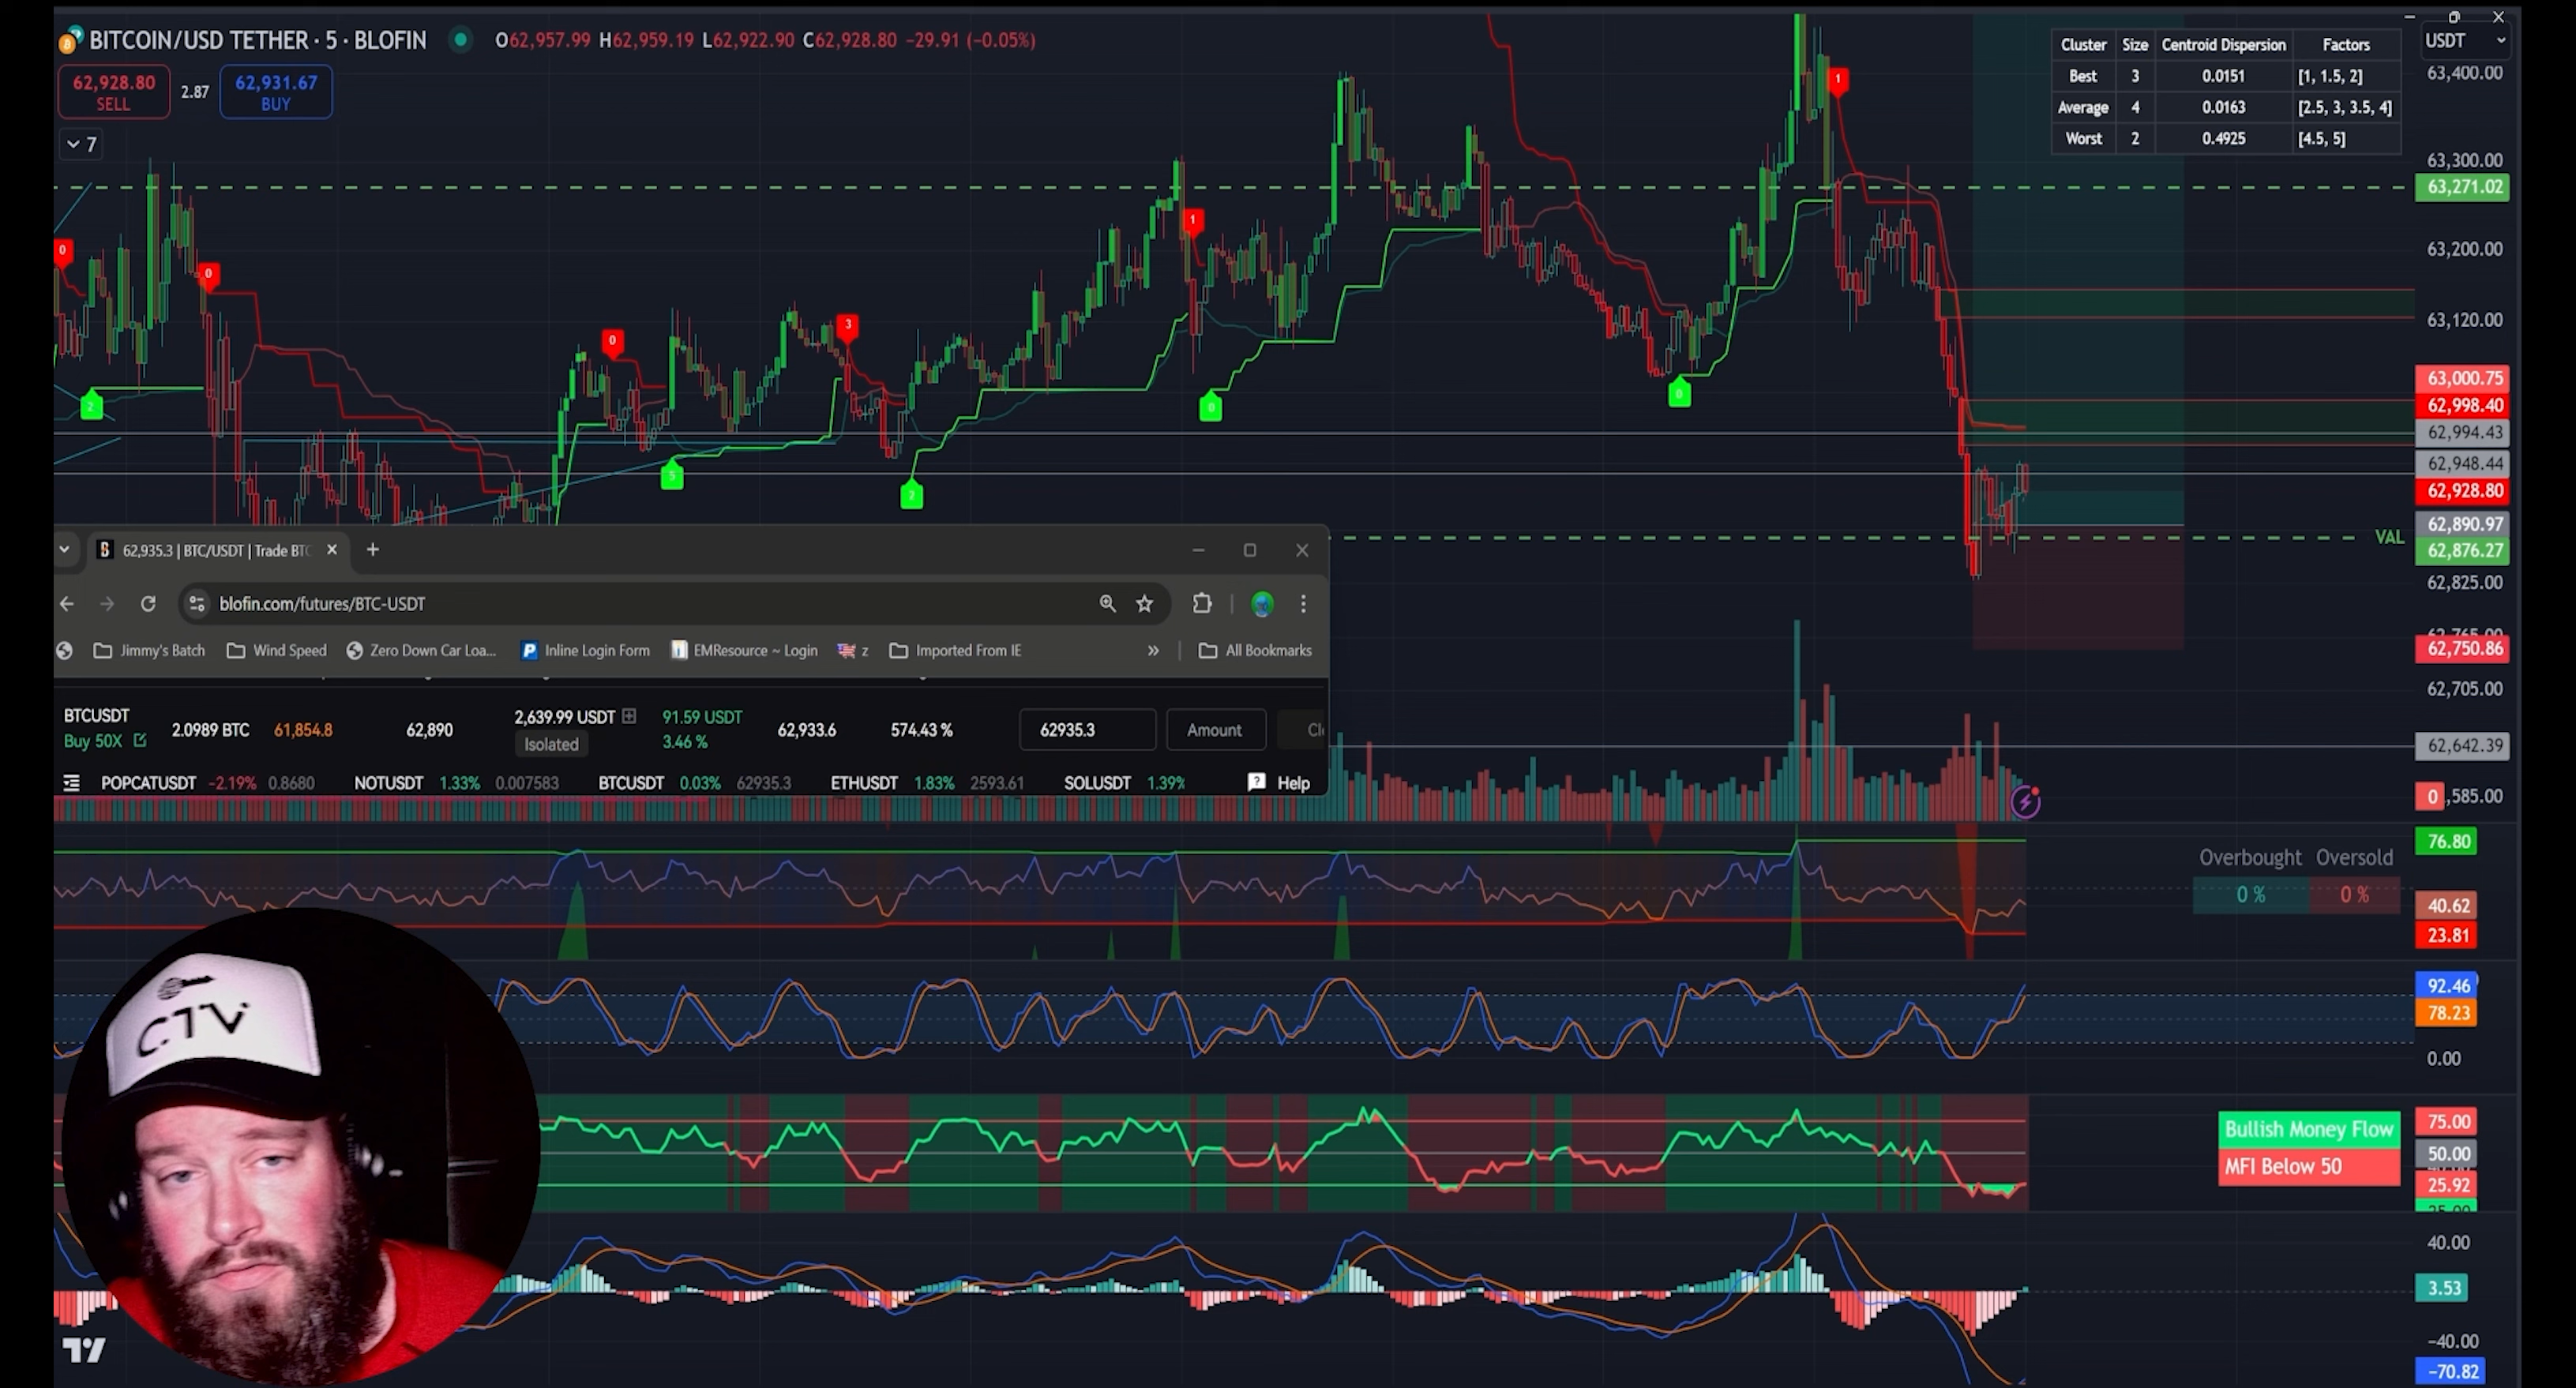 BITCOIN/USD TETHER · 5 · BLOFIN O62,957.99 H62,959.19 L62,922.90 C62,928.80 −29.91 (−0.05%)
62,928.80 SELL 2.87 62,931.67 BUY
7
Cluster Size Centroid Dispersion Factors
Best 3 0.0151 [1, 1.5, 2]
Average 4 0.0163 [2.5, 3, 3.5, 4]
Worst 2 0.4925 [4.5, 5]
USDT
63,400.00
63,300.00
63,271.02
63,200.00
63,120.00
63,000.75
62,998.40
62,994.43
62,948.44
62,928.80
62,890.97
VAL 62,876.27
62,825.00
62,765.00
62,750.86
62,705.00
62,642.39
0 ,585.00
0
0
2
0
5
3
2
1
0
0
1
62,935.3 | BTC/USDT | Trade BTC
blofin.com/futures/BTC-USDT
Jimmy's Batch Wind Speed Zero Down Car Loa... Inline Login Form EMResource ~ Login z Imported From IE » All Bookmarks
BTCUSDT
Buy 50X
2.0989 BTC 61,854.8 62,890
2,639.99 USDT
Isolated
91.59 USDT
3.46 %
62,933.6 574.43 % 62935.3 Amount Cl
POPCATUSDT -2.19% 0.8680 NOTUSDT 1.33% 0.007583 BTCUSDT 0.03% 62935.3 ETHUSDT 1.83% 2593.61 SOLUSDT 1.39% Help
76.80
Overbought Oversold
0 % 0 %
40.62
23.81
92.46
78.23
0.00
CTV
Bullish Money Flow
MFI Below 50
75.00
50.00
25.92
25.00
40.00
3.53
−40.00
−70.82